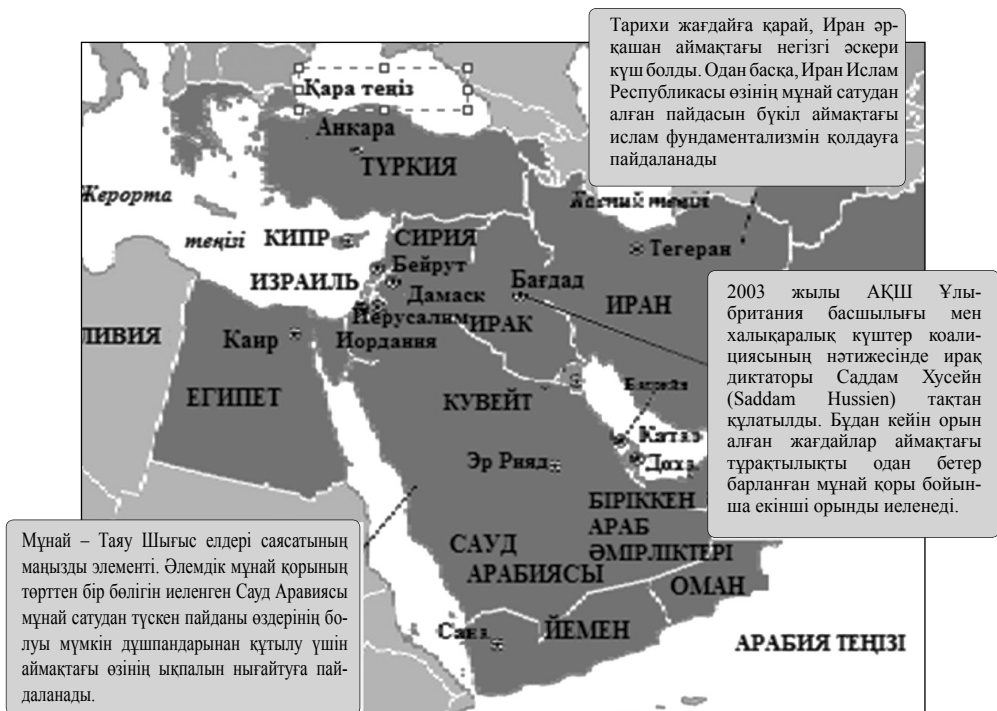 Тарихи жағдайға қарай, Иран әр-
қашан аймақтағы негізгі әскери
күш болды. Одан басқа, Иран Ислам
Республикасы өзінің мұнай сатудан
алған пайдасын бүкіл аймақтағы
ислам фундаментализмін қолдауға
пайдаланады
Қара теңіз
Анкара
ТҮРКИЯ
Жерорта
теңізі
КИПР
СИРИЯ
Тегеран
Бейрут
ИЗРАИЛЬ
Дамаск
Бағдад
ИРАН
Иерусалим
ИРАК
ЛИВИЯ
Каир
Иордания
ЕГИПЕТ
КУВЕЙТ
2003 жылы АҚШ Ұлы-
британия басшылығы мен
халықаралық күштер коали-
циясының нәтижесінде ирақ
диктаторы Саддам Хусейн
(Saddam Hussien) тақтан
құлатылды. Бұдан кейін орын
алған жағдайлар аймақтағы
тұрақтылықты одан бетер
барланған мұнай қоры бойын-
ша екінші орынды иеленеді.
Эр Рияд
Доха
БІРІККЕН
АРАБ
ӘМІРЛІКТЕРІ
САУД
АРАБИЯСЫ
ОМАН
Сана
ЙЕМЕН
АРАБИЯ ТЕҢІЗІ
Мұнай – Таяу Шығыс елдері саясатының
маңызды элементі. Әлемдік мұнай қорының
төрттен бір бөлігін иеленген Сауд Аравиясы
мұнай сатудан түскен пайданы өздерінің бо-
луы мүмкін дұшпандарынан құтылу үшін
аймақтағы өзінің ықпалын нығайтуға пай-
даланады.